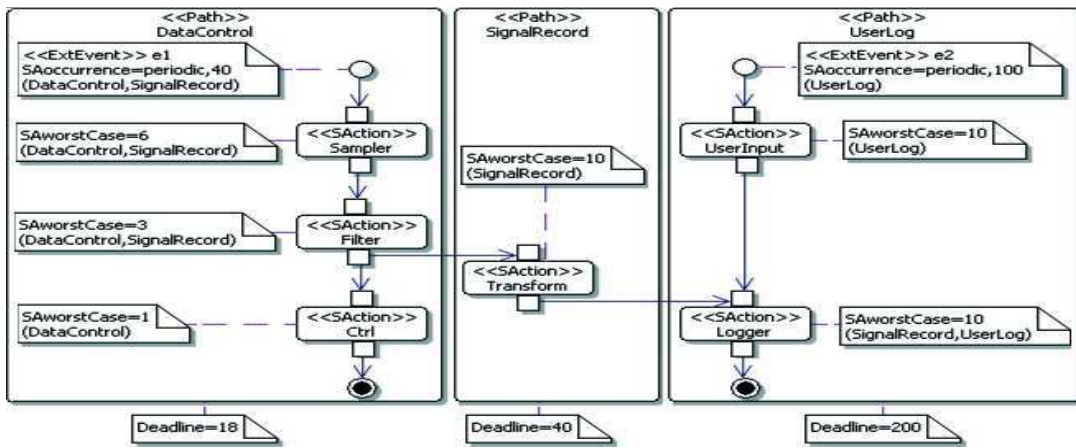 <<Path>>
DataControl
<<ExtEvent>> e1
SAoccurrence=periodic,40
(DataControl,SignalRecord)
SAworstCase=6
(DataControl,SignalRecord)
<<SAction>>
Sampler
SAworstCase=3
(DataControl,SignalRecord)
<<SAction>>
Filter
SAworstCase=1
(DataControl)
<<SAction>>
Ctrl
Deadline=18
<<Path>>
SignalRecord
SAworstCase=10
(SignalRecord)
<<SAction>>
Transform
Deadline=40
<<Path>>
UserLog
<<ExtEvent>> e2
SAoccurrence=periodic,100
(UserLog)
<<SAction>>
UserInput
SAworstCase=10
(UserLog)
<<SAction>>
Logger
SAworstCase=10
(SignalRecord,UserLog)
Deadline=200